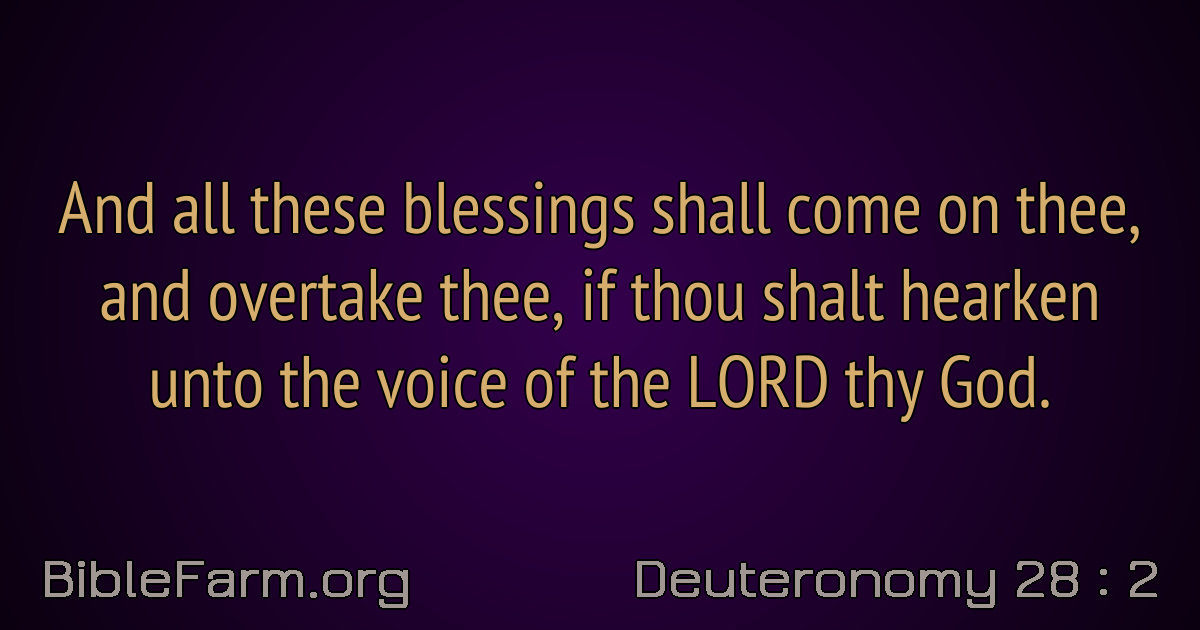 And all these blessings shall come on thee,
and overtake thee, if thou shalt hearken
unto the voice of the LORD thy God.
BibleFarm.org
Deuteronomy 28 : 2